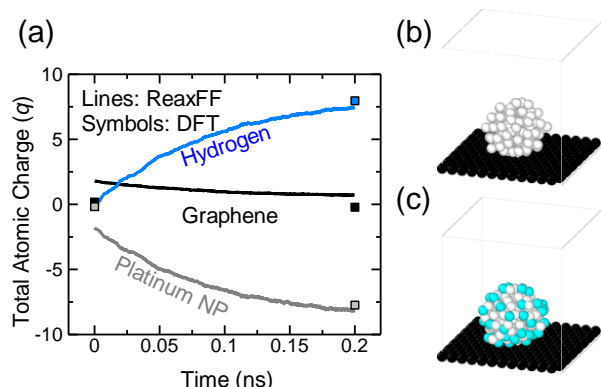 (a)
Total Atomic Charge (q)
10
5
0
-5
-10
Lines: ReaxFF
Symbols: DFT
Hydrogen
Graphene
Platinum NP
0
0.05
0.1
0.15
0.2
Time (ns)
(b)
(c)